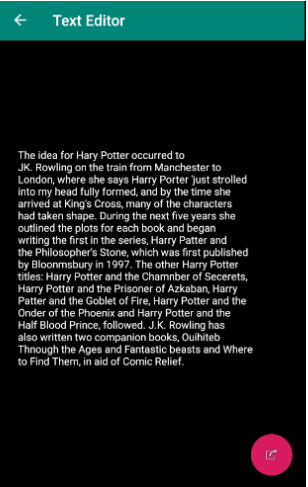 Text Editor
The idea for Hary Potter occurred to
JK. Rowling on the train from Manchester to
London, where she says Harry Porter 'just strolled
into my head fully formed, and by the time she
arrived at King's Cross, many of the characters
had taken shape. During the next five years she
outlined the plots for each book and began
writing the first in the series, Harry Patter and
the Philosopher's Stone, which was first published
by Bloonmsbury in 1997. The other Harry Potter
titles: Harry Potter and the Chamnber of Seecrets,
Harry Potter and the Prisoner of Azkaban, Harry
Patter and the Goblet of Fire, Harry Potter and the
Onder of the Phoenix and Harry Potter and the
Half Blood Prince, followed. J.K. Rowling has
also written two companion books, Ouihiteb
Thnough the Ages and Fantastic beasts and Where
to Find Them, in aid of Comic Relief.